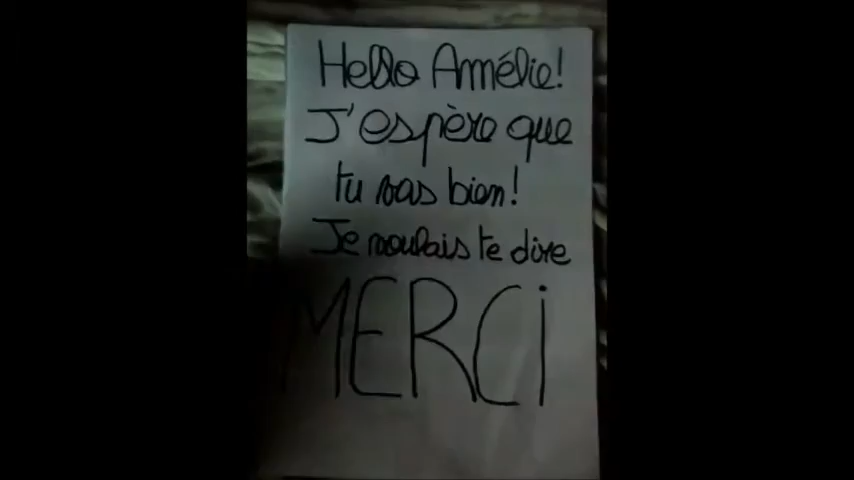 Hello Amélie!
J'espère que
tu vas bien!
Je voulais te dire
MERCi